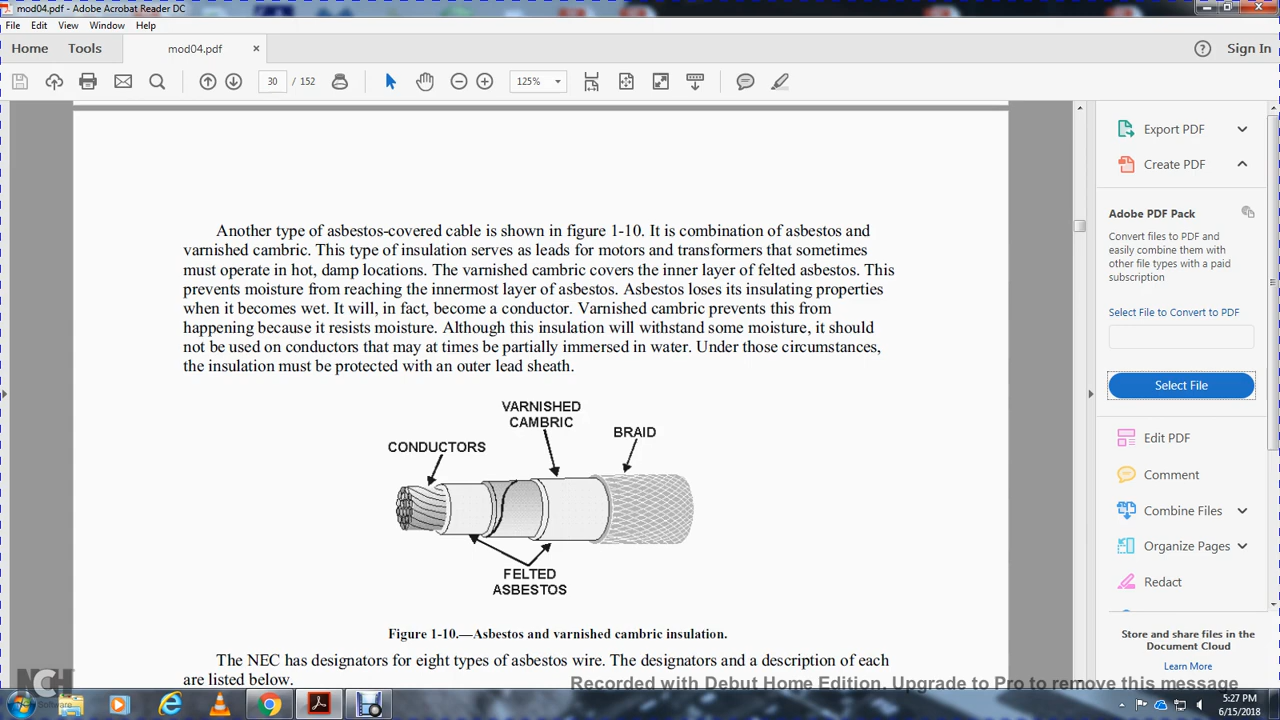 mod04.pdf - Adobe Acrobat Reader DC
File Edit View Window Help
Home Tools mod04.pdf × ? Sign In
30 / 152 125%
Another type of asbestos-covered cable is shown in figure 1-10. It is combination of asbestos and
varnished cambric. This type of insulation serves as leads for motors and transformers that sometimes
must operate in hot, damp locations. The varnished cambric covers the inner layer of felted asbestos. This
prevents moisture from reaching the innermost layer of asbestos. Asbestos loses its insulating properties
when it becomes wet. It will, in fact, become a conductor. Varnished cambric prevents this from
happening because it resists moisture. Although this insulation will withstand some moisture, it should
not be used on conductors that may at times be partially immersed in water. Under those circumstances,
the insulation must be protected with an outer lead sheath.
VARNISHED
CAMBRIC
BRAID
CONDUCTORS
FELTED
ASBESTOS
Figure 1-10.—Asbestos and varnished cambric insulation.
The NEC has designators for eight types of asbestos wire. The designators and a description of each
are listed below.
Export PDF
Create PDF
Adobe PDF Pack
Convert files to PDF and
easily combine them with
other file types with a paid
subscription
Select File to Convert to PDF
Select File
Edit PDF
Comment
Combine Files
Organize Pages
Redact
Store and share files in the
Document Cloud
Learn More
NCH
Software
Recorded with Debut Home Edition. Upgrade to Pro to remove this message
5:27 PM
6/15/2018